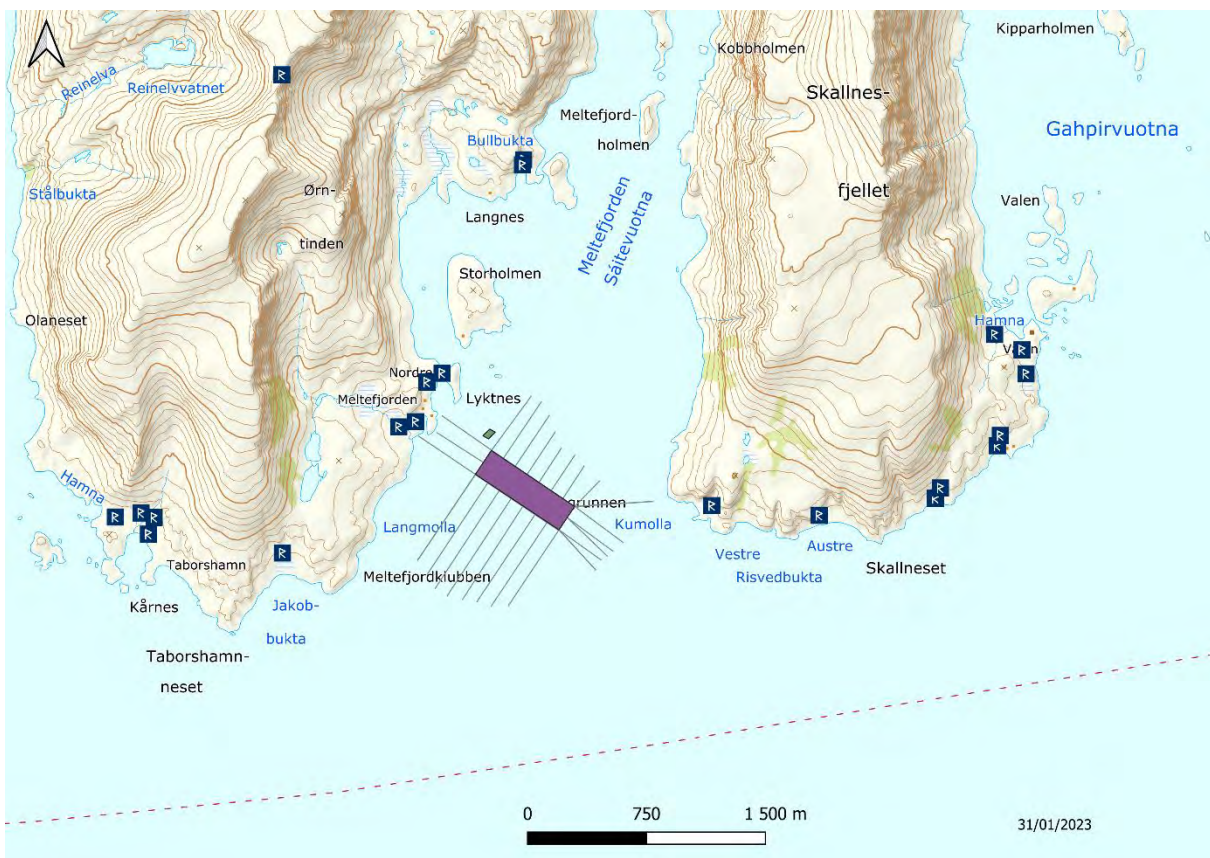 Kipparholmen
Kobbholmen
Reinelva
Reinelvvatnet
Skallnes-
fjellet
Meltefjord-
holmen
Gahpirvuotna
Bullbukta
Stålbukta
Ørn-
tinden
Langnes
Meltefjorden
Sáitevuotna
Valen
Storholmen
Olaneset
Hamna
Nordre
Meltefjorden
Lyktnes
Hamna
grunnen
Langmolla
Kumolla
Vestre
Austre
Risvedbukta
Skallneset
Taborshamn
Meltefjordklubben
Kårnes
Jakob-
bukta
Taborshamn-
neset
0 750 1 500 m
31/01/2023